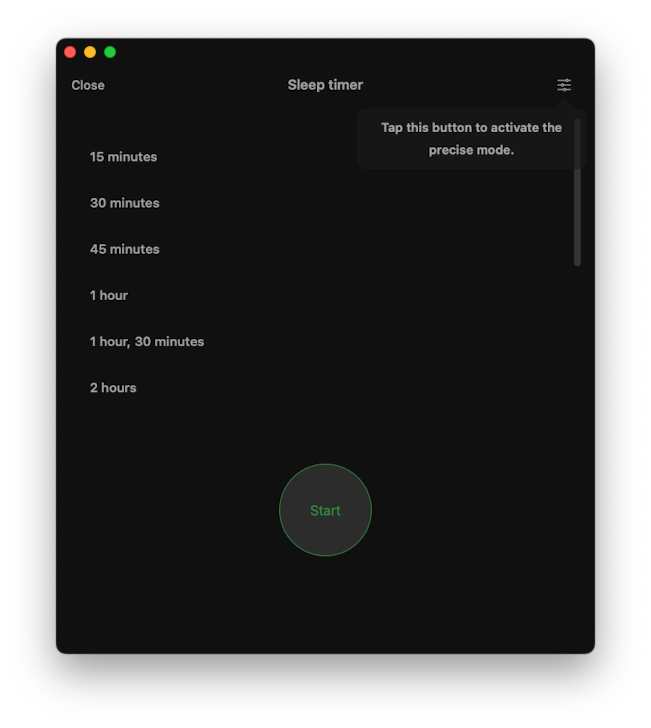 Close
Sleep timer
Tap this button to activate the
precise mode.
15 minutes
30 minutes
45 minutes
1 hour
1 hour, 30 minutes
2 hours
Start